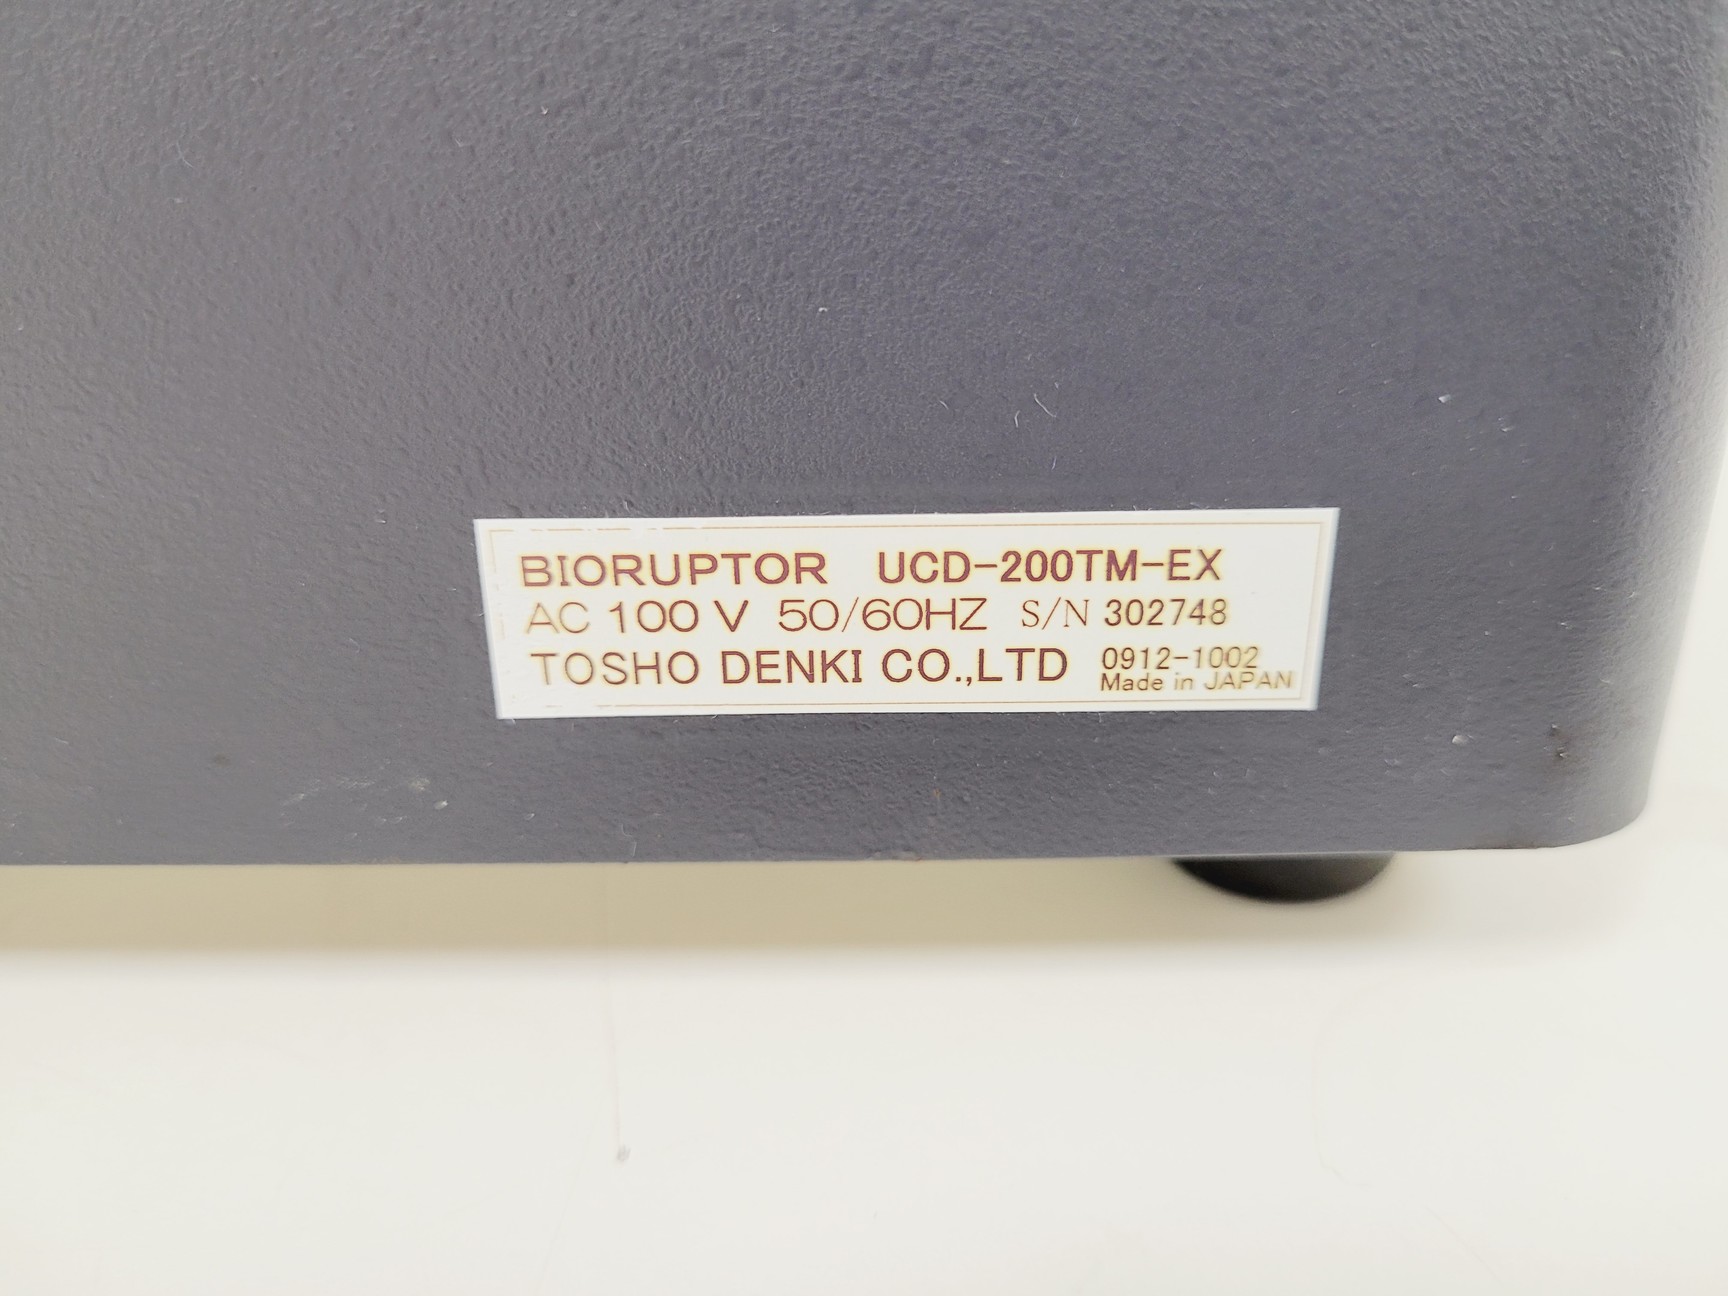 BIORUPTOR UCD-200TM-EX
AC 100 V 50/60HZ S/N 302748
TOSHO DENKI CO.,LTD 0912-1002
Made in JAPAN